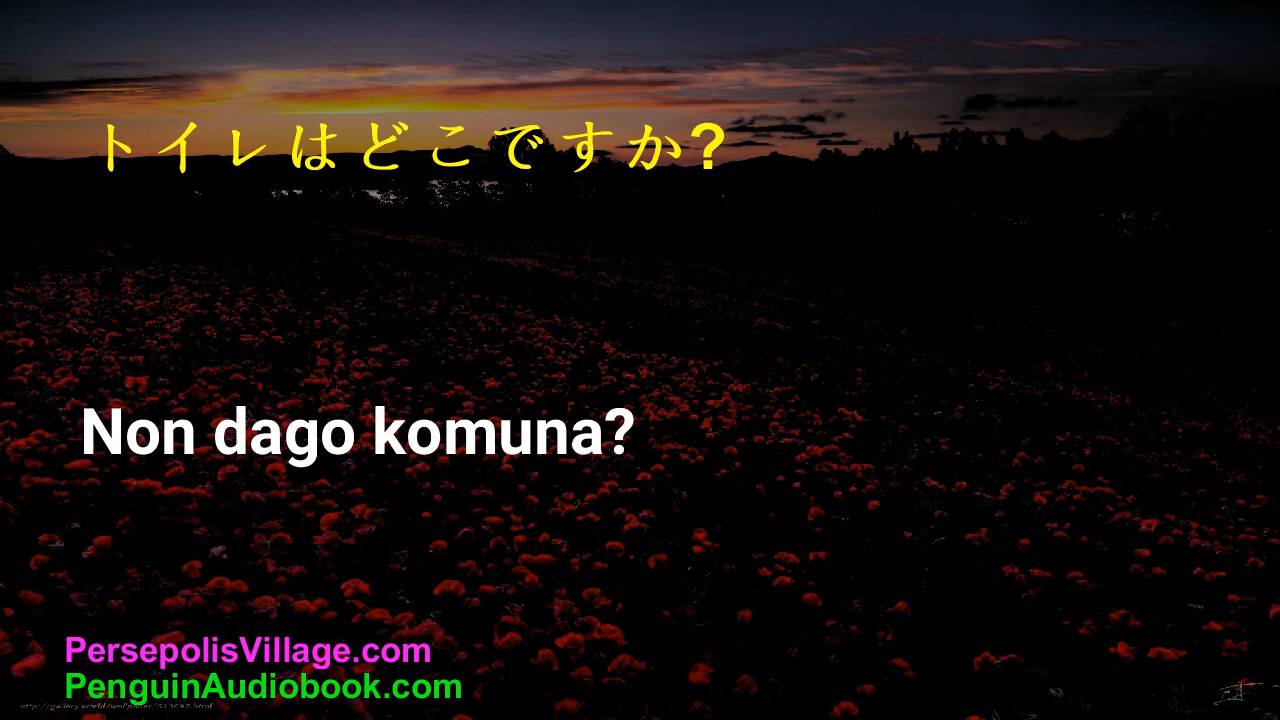 トイレはどこですか?
Non dago komuna?
PersepolisVillage.com
PenguinAudiobook.com